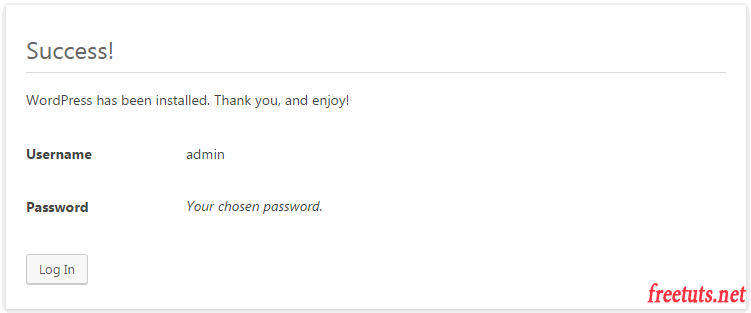 Success!
WordPress has been installed. Thank you, and enjoy!
Username admin
Password Your chosen password.
Log In
freetuts.net